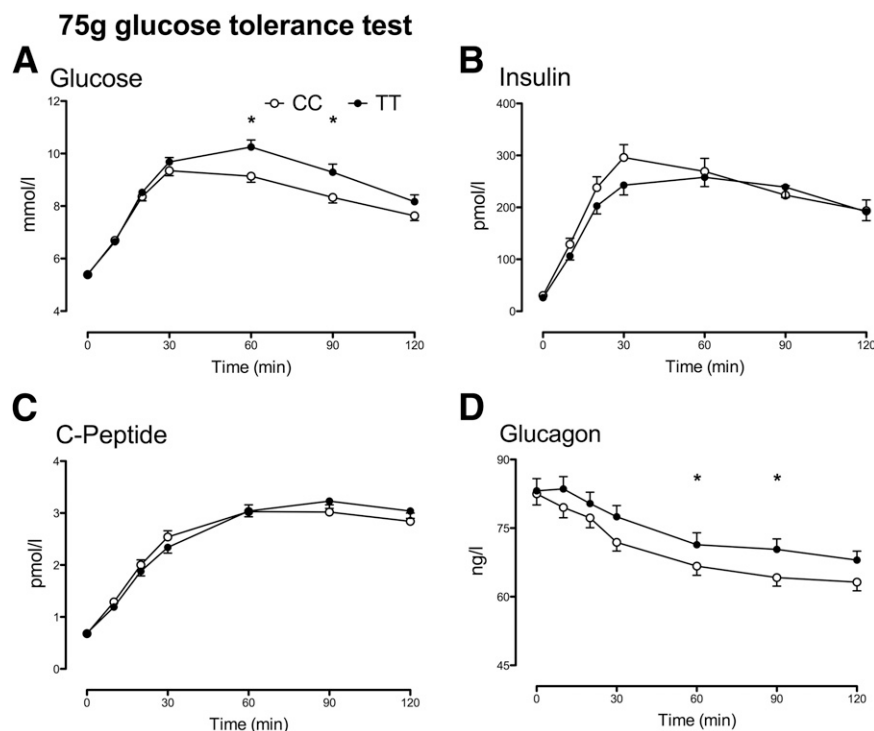 75g glucose tolerance test
A
Glucose
CC
TT
*
*
12
10
8
6
4
mmol/l
0
30
60
90
120
Time (min)
B
Insulin
400
300
200
100
0
pmol/l
0
30
60
90
120
Time (min)
C
C-Peptide
4
3
2
1
0
pmol/l
0
30
60
90
120
Time (min)
D
Glucagon
*
*
90
75
60
45
ng/l
0
30
60
90
120
Time (min)